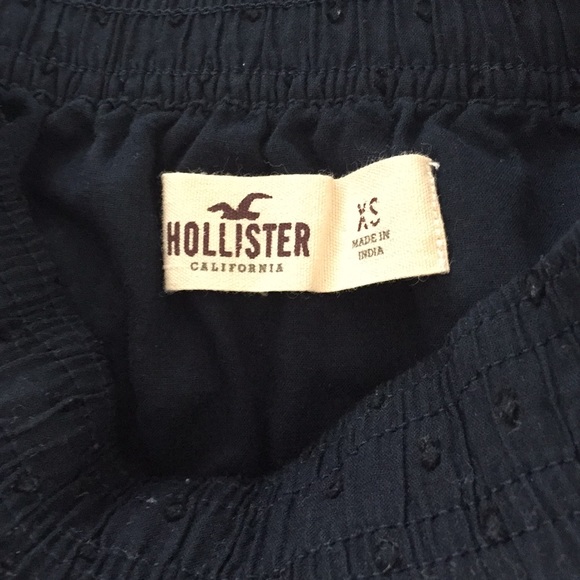 HOLLISTER
CALIFORNIA
XS
MADE IN
INDIA